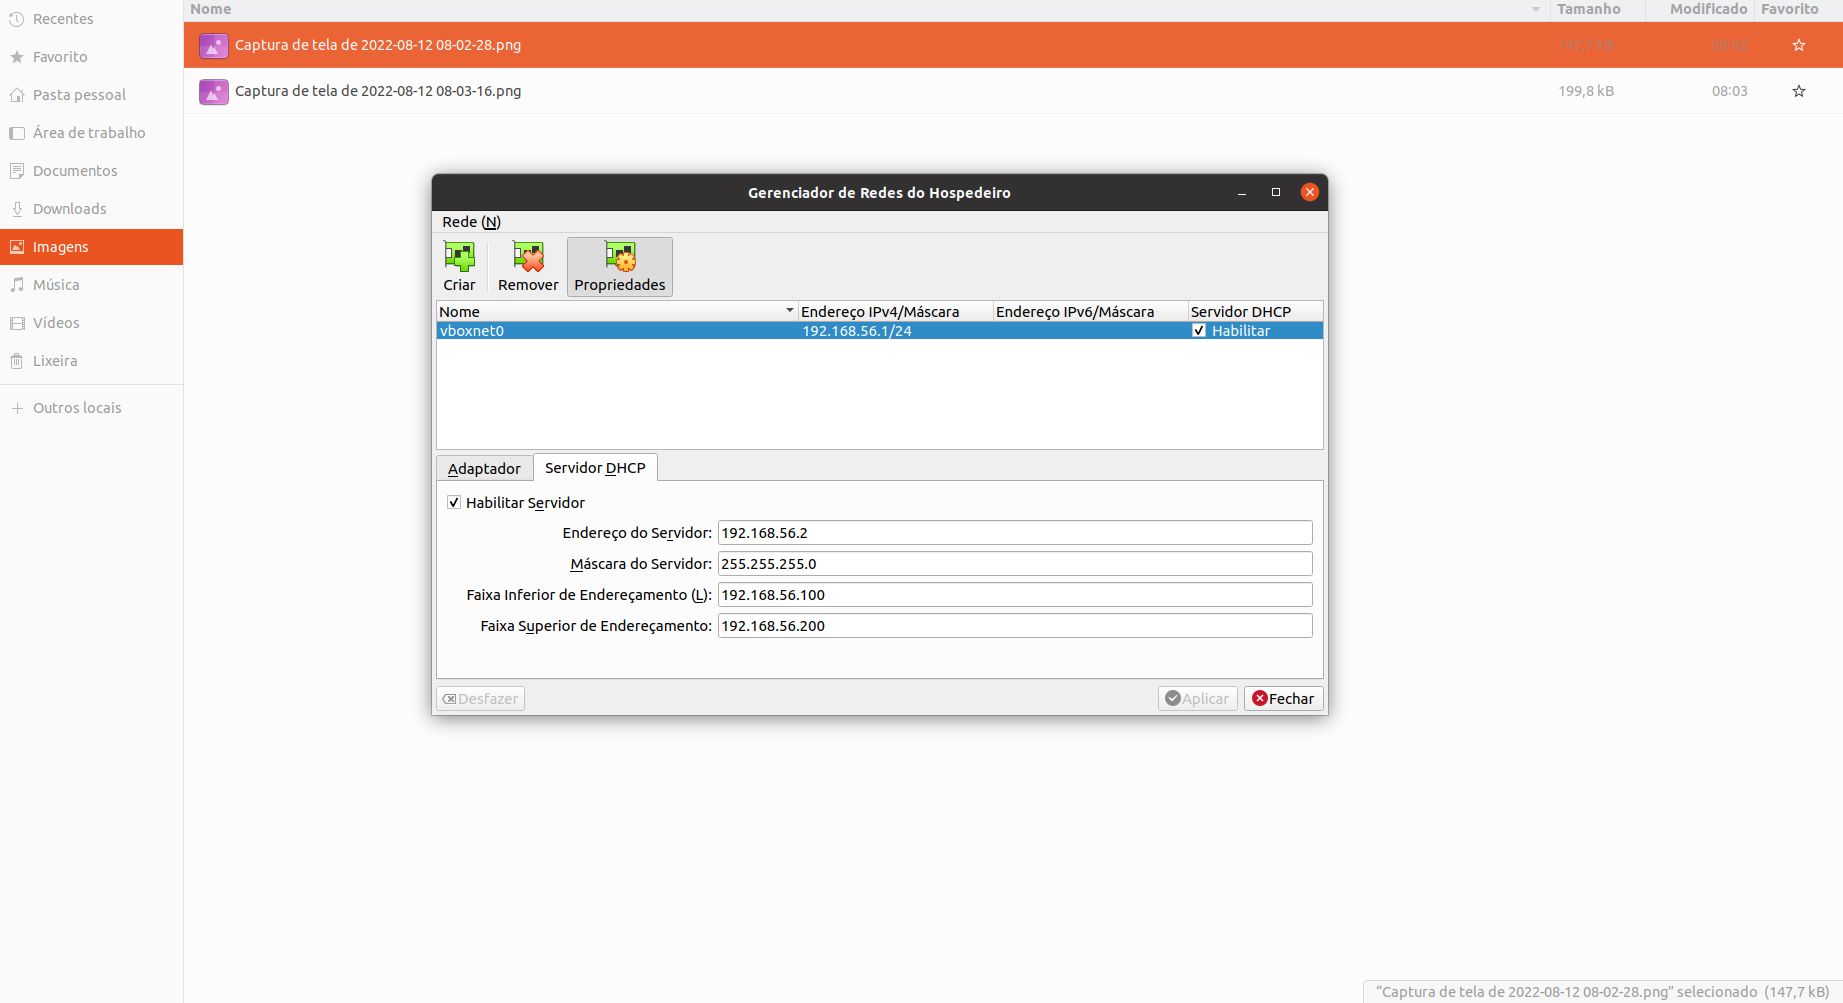 Recentes
Favorito
Pasta pessoal
Área de trabalho
Documentos
Downloads
Imagens
Música
Vídeos
Lixeira
Outros locais
Nome Tamanho Modificado Favorito
Captura de tela de 2022-08-12 08-02-28.png 147,7 kB 08:02
Captura de tela de 2022-08-12 08-03-16.png 199,8 kB 08:03
Gerenciador de Redes do Hospedeiro
Rede (N)
Criar Remover Propriedades
Nome Endereço IPv4/Máscara Endereço IPv6/Máscara Servidor DHCP
vboxnet0 192.168.56.1/24 Habilitar
Adaptador Servidor DHCP
Habilitar Servidor
Endereço do Servidor: 192.168.56.2
Máscara do Servidor: 255.255.255.0
Faixa Inferior de Endereçamento (L): 192.168.56.100
Faixa Superior de Endereçamento: 192.168.56.200
Desfazer Aplicar Fechar
“Captura de tela de 2022-08-12 08-02-28.png” selecionado (147,7 kB)